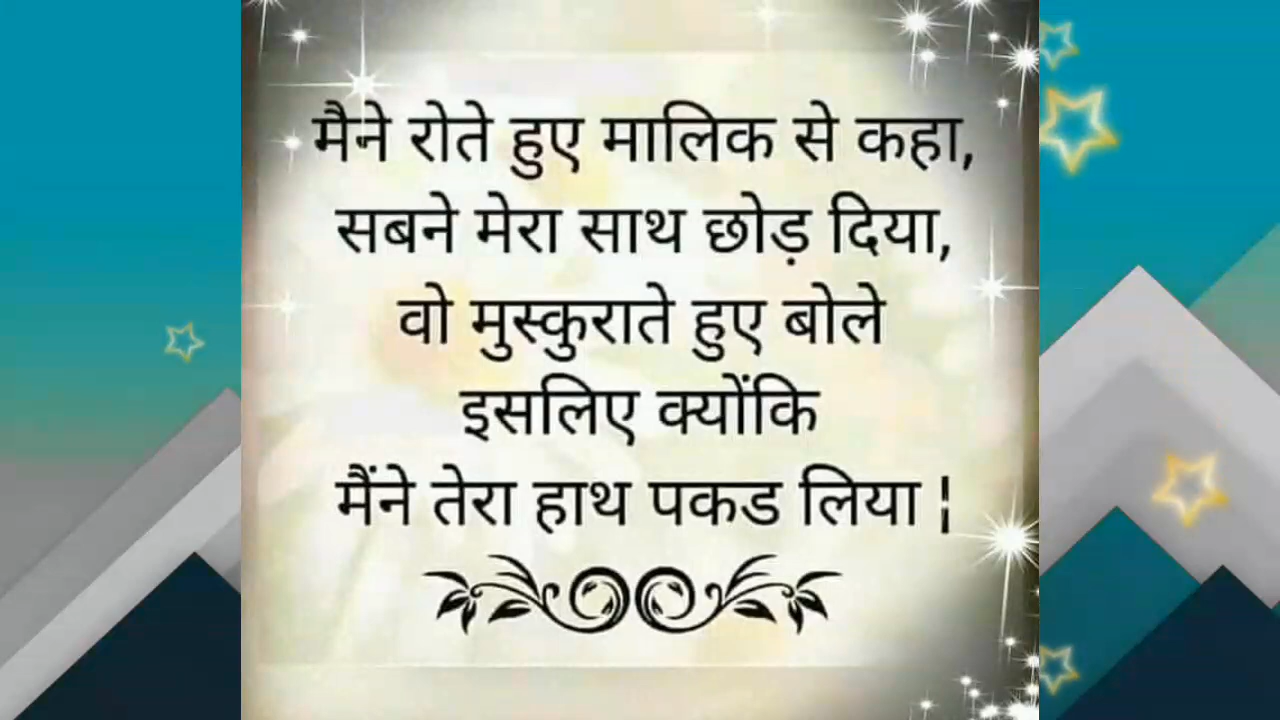 मैने रोते हुए मालिक से कहा,
सबने मेरा साथ छोड़ दिया,
वो मुस्कुराते हुए बोले
इसलिए क्योंकि
मैंने तेरा हाथ पकड लिया ¦